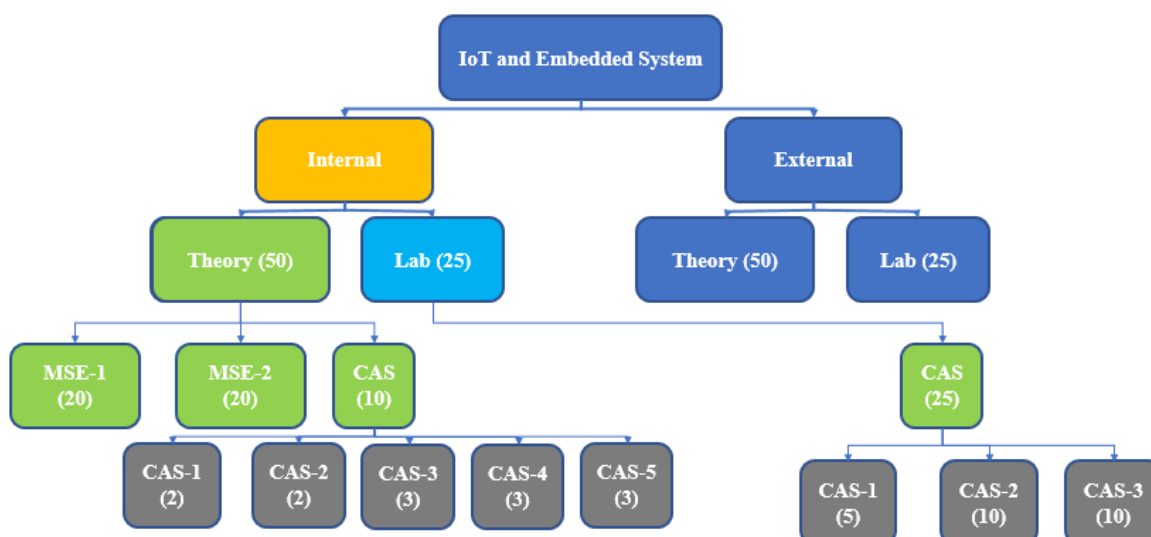 IoT and Embedded System
Internal
External
Theory (50)
Lab (25)
Theory (50)
Lab (25)
MSE-1
(20)
MSE-2
(20)
CAS
(10)
CAS
(25)
CAS-1
(2)
CAS-2
(2)
CAS-3
(3)
CAS-4
(3)
CAS-5
(3)
CAS-1
(5)
CAS-2
(10)
CAS-3
(10)